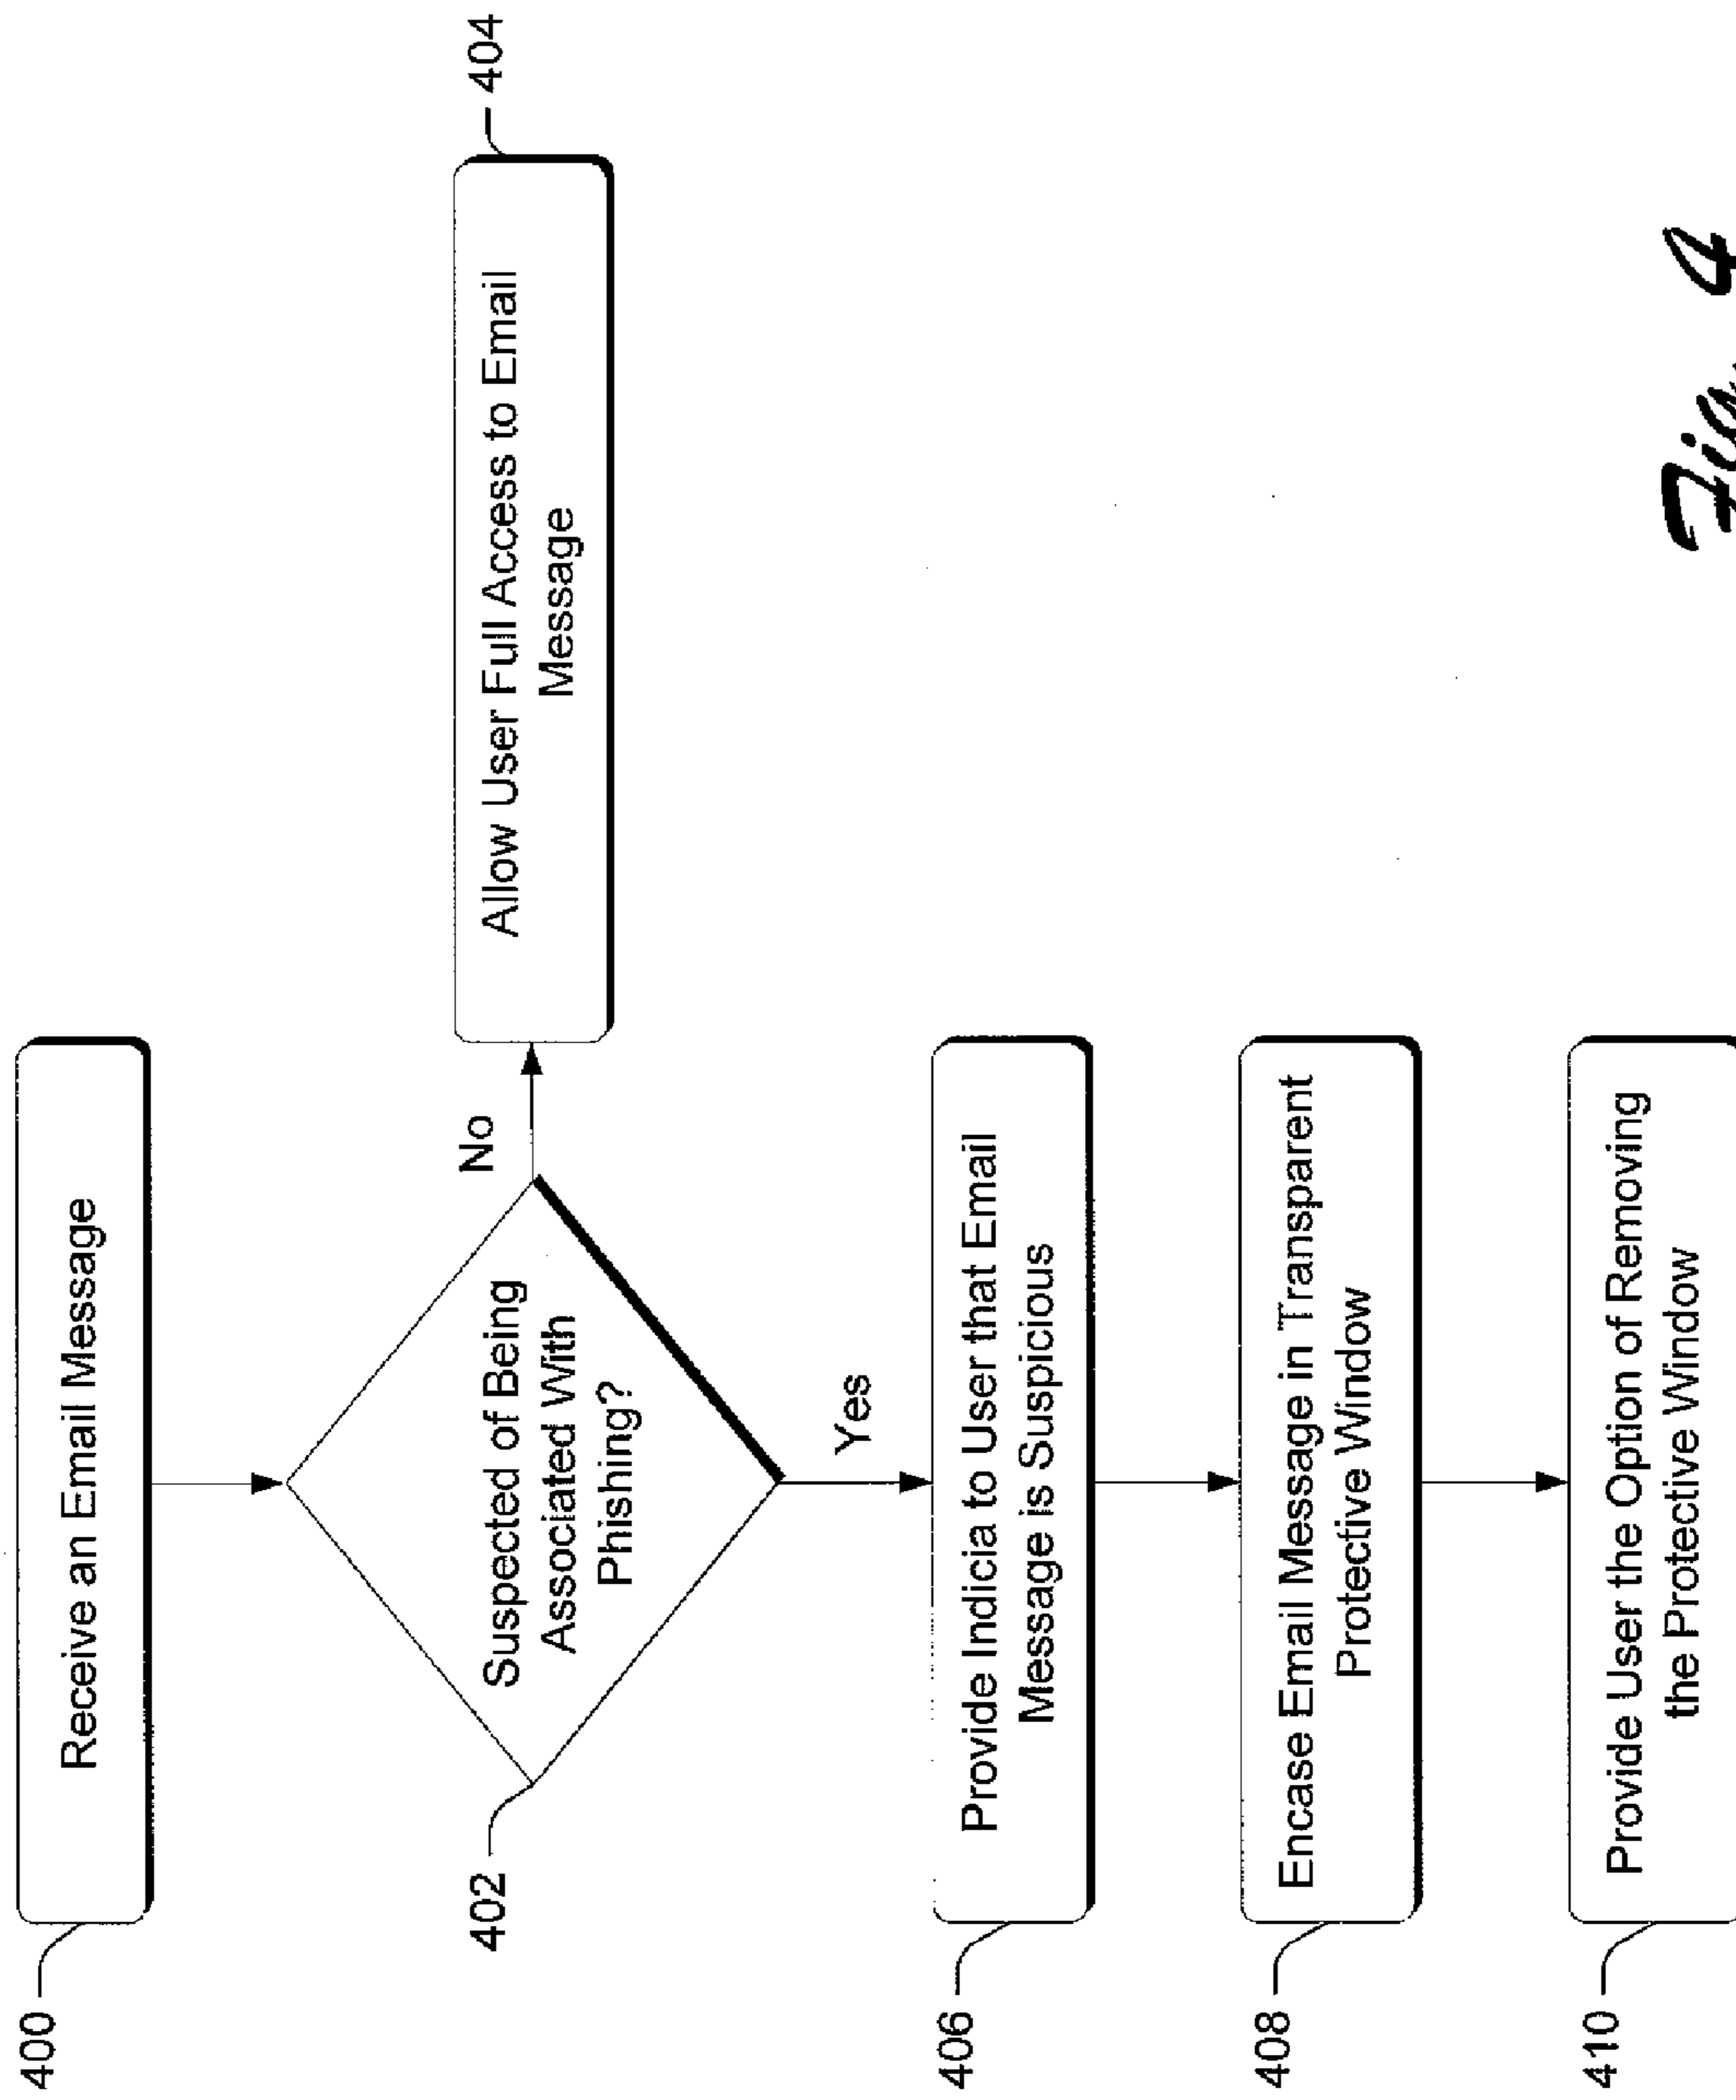 400
Receive an Email Message
402
Suspected of Being
Associated With
Phishing?
No
404
Allow User Full Access to Email
Message
Yes
406
Provide Indicia to User that Email
Message is Suspicious
408
Encase Email Message in Transparent
Protective Window
410
Provide User the Option of Removing
the Protective Window
Fig. 4